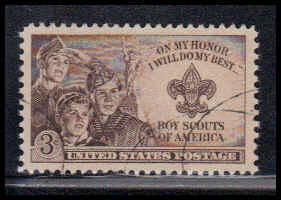 ON MY HONOR
I WILL DO MY BEST...
BOY SCOUTS
OF AMERICA
3¢
UNITED STATES POSTAGE